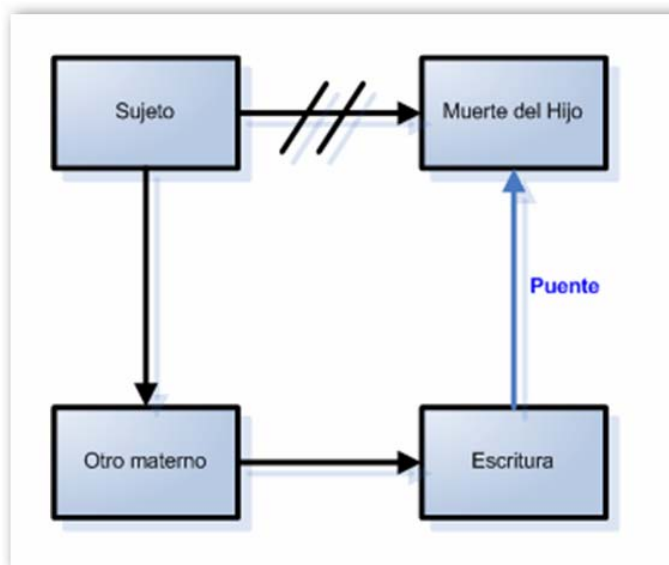 Sujeto
Muerte del Hijo
Puente
Otro materno
Escritura